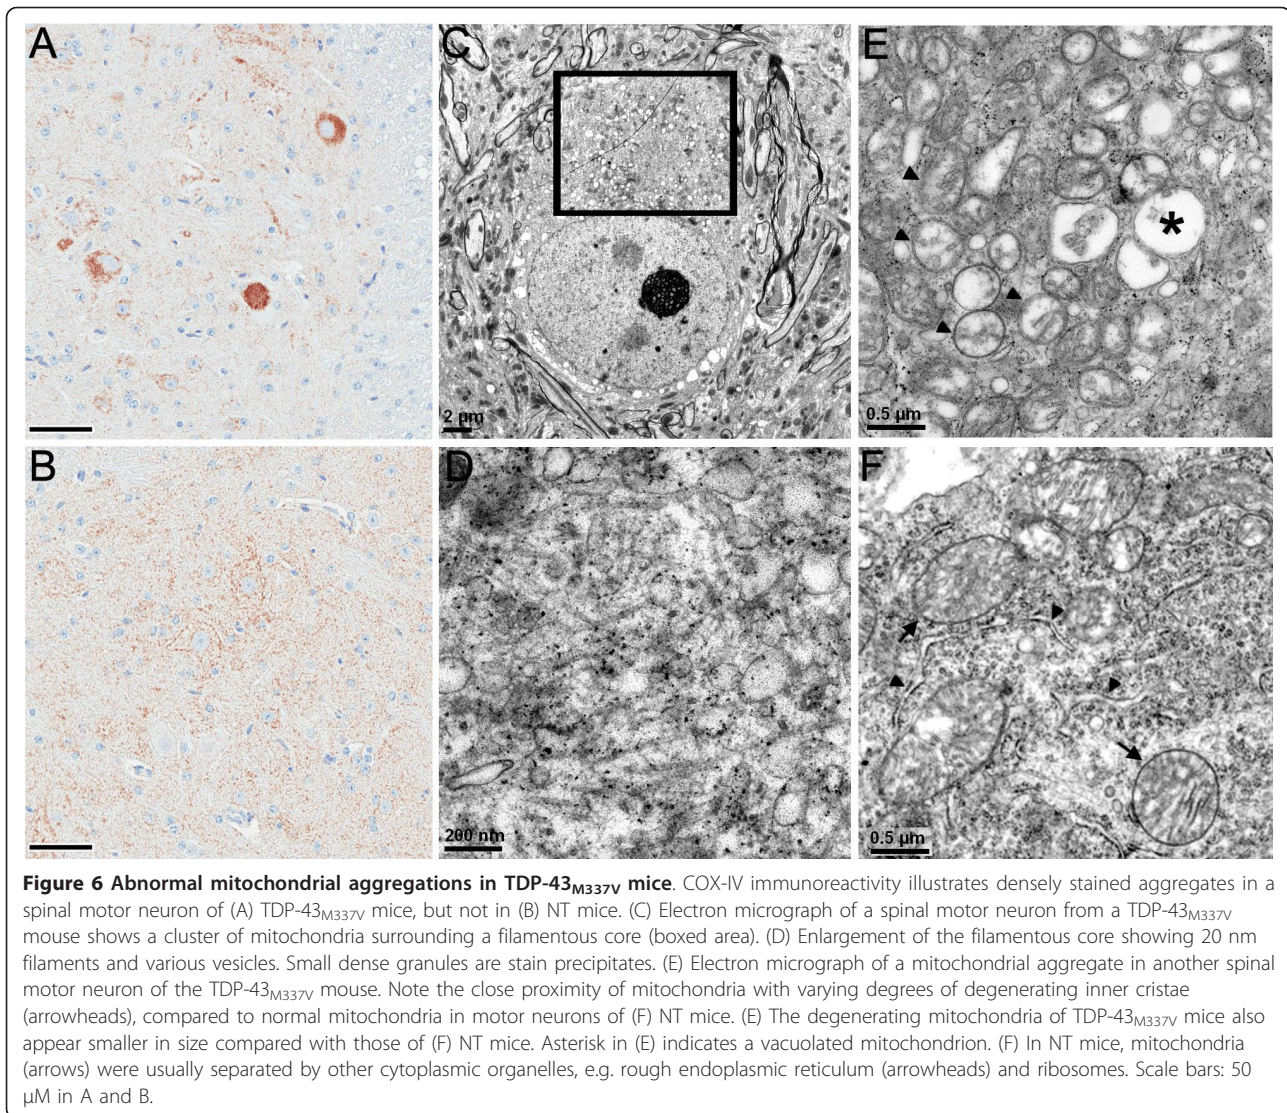 A
C
E
2 µm
0.5 µm
*
B
D
F
200 nm
0.5 µm
Figure 6 Abnormal mitochondrial aggregations in TDP-43M337V mice. COX-IV immunoreactivity illustrates densely stained aggregates in a
spinal motor neuron of (A) TDP-43M337V mice, but not in (B) NT mice. (C) Electron micrograph of a spinal motor neuron from a TDP-43M337V
mouse shows a cluster of mitochondria surrounding a filamentous core (boxed area). (D) Enlargement of the filamentous core showing 20 nm
filaments and various vesicles. Small dense granules are stain precipitates. (E) Electron micrograph of a mitochondrial aggregate in another spinal
motor neuron of the TDP-43M337V mouse. Note the close proximity of mitochondria with varying degrees of degenerating inner cristae
(arrowheads), compared to normal mitochondria in motor neurons of (F) NT mice. (E) The degenerating mitochondria of TDP-43M337V mice also
appear smaller in size compared with those of (F) NT mice. Asterisk in (E) indicates a vacuolated mitochondrion. (F) In NT mice, mitochondria
(arrows) were usually separated by other cytoplasmic organelles, e.g. rough endoplasmic reticulum (arrowheads) and ribosomes. Scale bars: 50
µM in A and B.